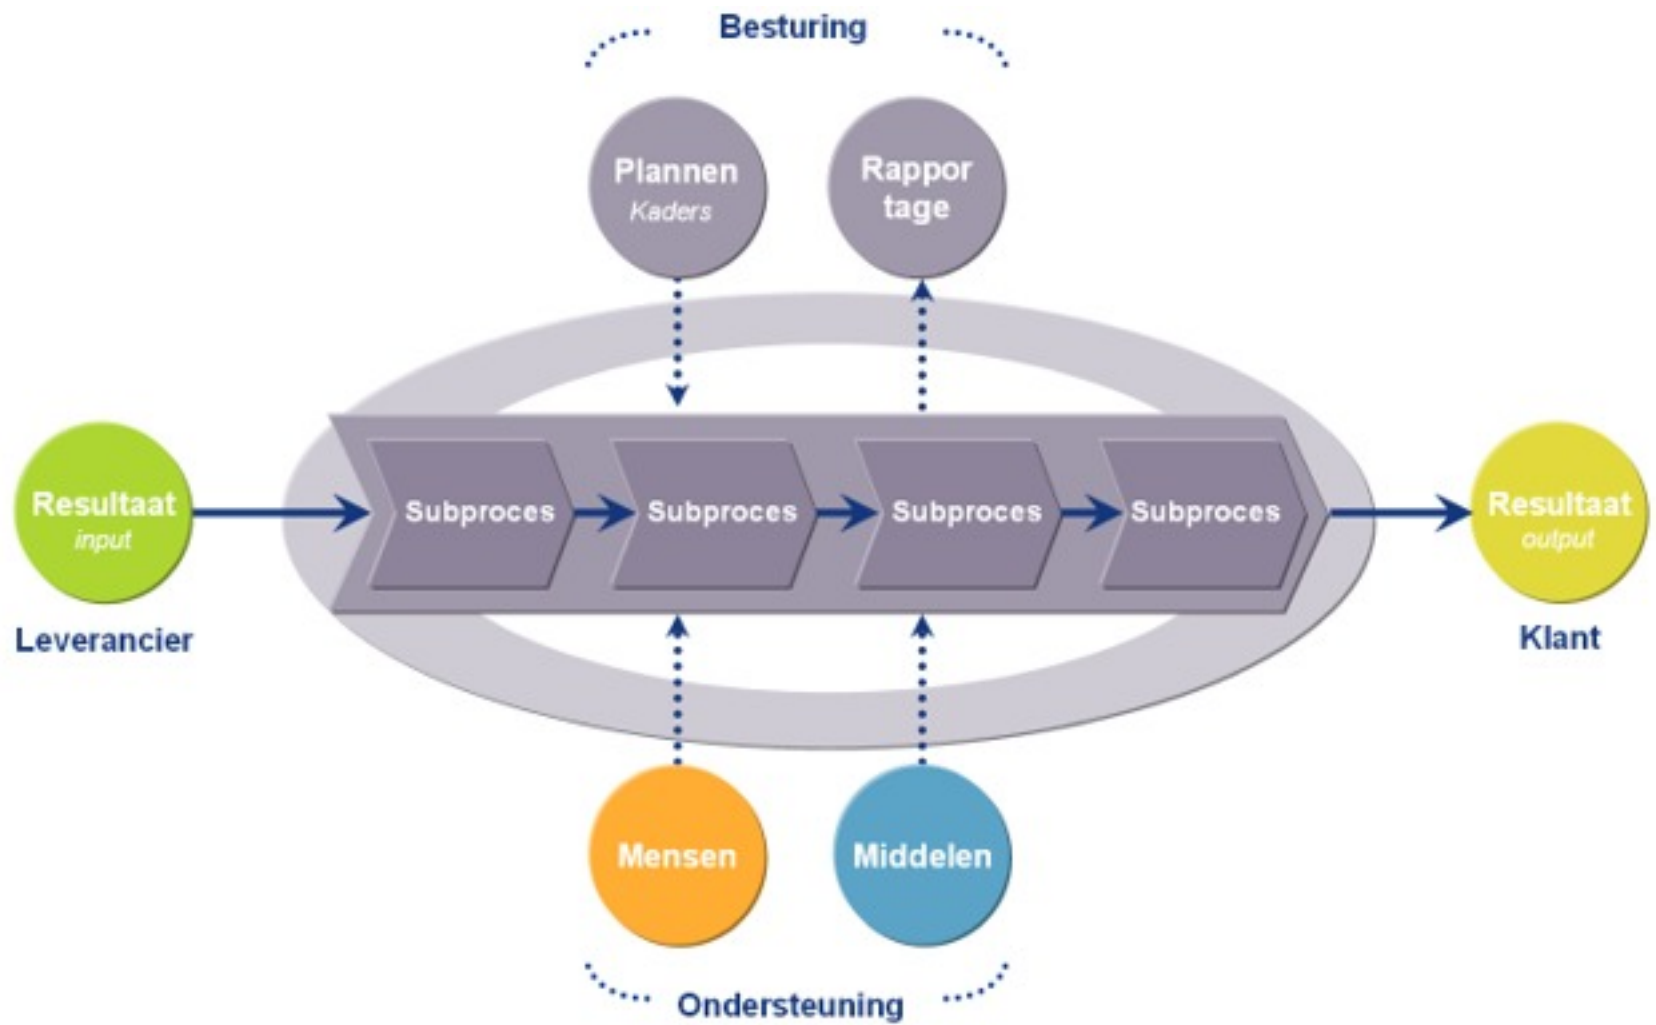 Besturing
Plannen
Kaders
Rappor
tage
Resultaat
input
Leverancier
Subproces
Subproces
Subproces
Subproces
Resultaat
output
Klant
Mensen
Middelen
Ondersteuning